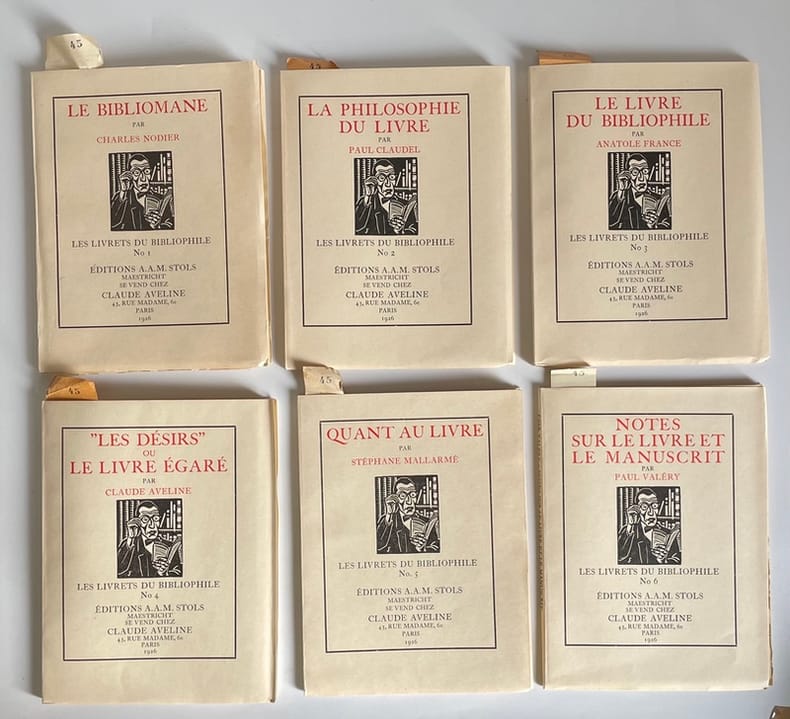 45
LE BIBLIOMANE
PAR
CHARLES NODIER
LES LIVRETS DU BIBLIOPHILE
No 1
ÉDITIONS A.A.M. STOLS
MAESTRICHT
SE VEND CHEZ
CLAUDE AVELINE
43, RUE MADAME, 6e
PARIS
1926
45
LA PHILOSOPHIE
DU LIVRE
PAR
PAUL CLAUDEL
LES LIVRETS DU BIBLIOPHILE
No 2
ÉDITIONS A.A.M. STOLS
MAESTRICHT
SE VEND CHEZ
CLAUDE AVELINE
43, RUE MADAME, 6e
PARIS
1926
LE LIVRE
DU BIBLIOPHILE
PAR
ANATOLE FRANCE
LES LIVRETS DU BIBLIOPHILE
No 3
ÉDITIONS A.A.M. STOLS
MAESTRICHT
SE VEND CHEZ
CLAUDE AVELINE
43, RUE MADAME, 6e
PARIS
1926
45
"LES DÉSIRS"
OU
LE LIVRE ÉGARÉ
PAR
CLAUDE AVELINE
LES LIVRETS DU BIBLIOPHILE
No 4
ÉDITIONS A.A.M. STOLS
MAESTRICHT
SE VEND CHEZ
CLAUDE AVELINE
43, RUE MADAME, 6e
PARIS
1926
45
QUANT AU LIVRE
PAR
STÉPHANE MALLARMÉ
LES LIVRETS DU BIBLIOPHILE
No. 5
ÉDITIONS A.A.M. STOLS
MAESTRICHT
SE VEND CHEZ
CLAUDE AVELINE
43, RUE MADAME, 6e
PARIS
1926
45
NOTES
SUR LE LIVRE ET
LE MANUSCRIT
PAR
PAUL VALÉRY
LES LIVRETS DU BIBLIOPHILE
No 6
ÉDITIONS A.A.M. STOLS
MAESTRICHT
SE VEND CHEZ
CLAUDE AVELINE
43, RUE MADAME, 6e
PARIS
1926